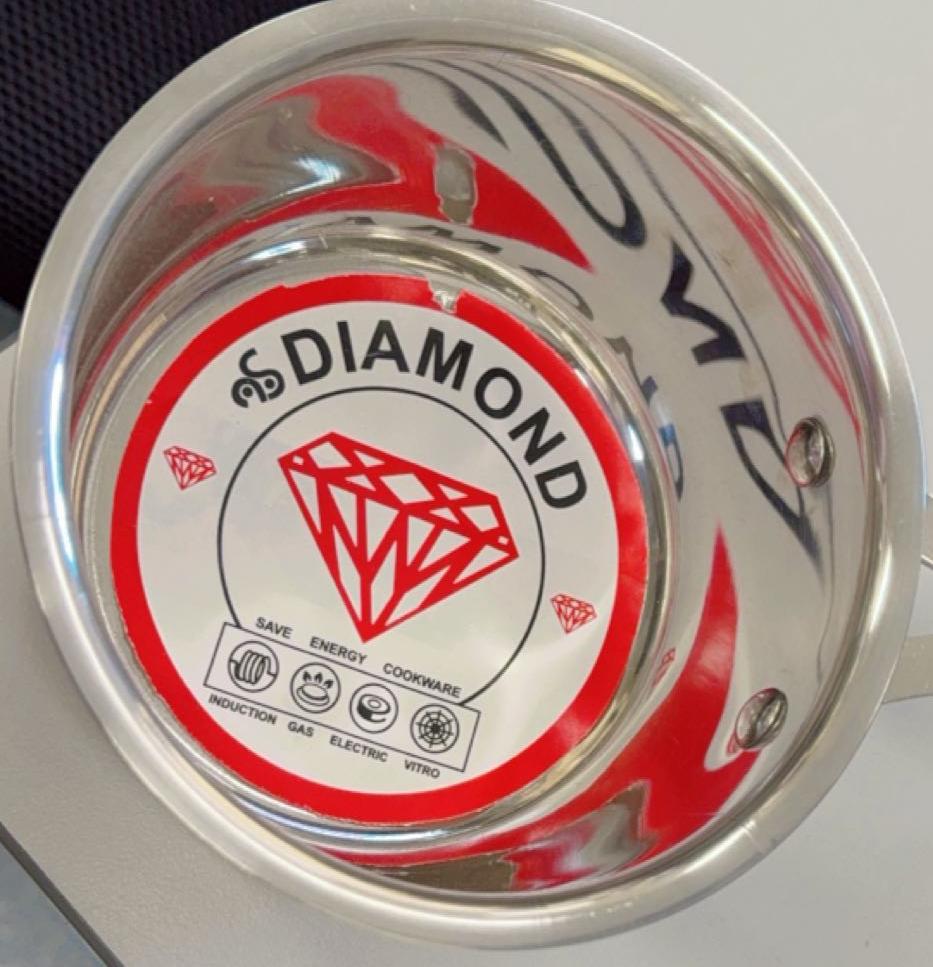 DIAMOND
SAVE ENERGY COOKWARE
INDUCTION GAS ELECTRIC VITRO